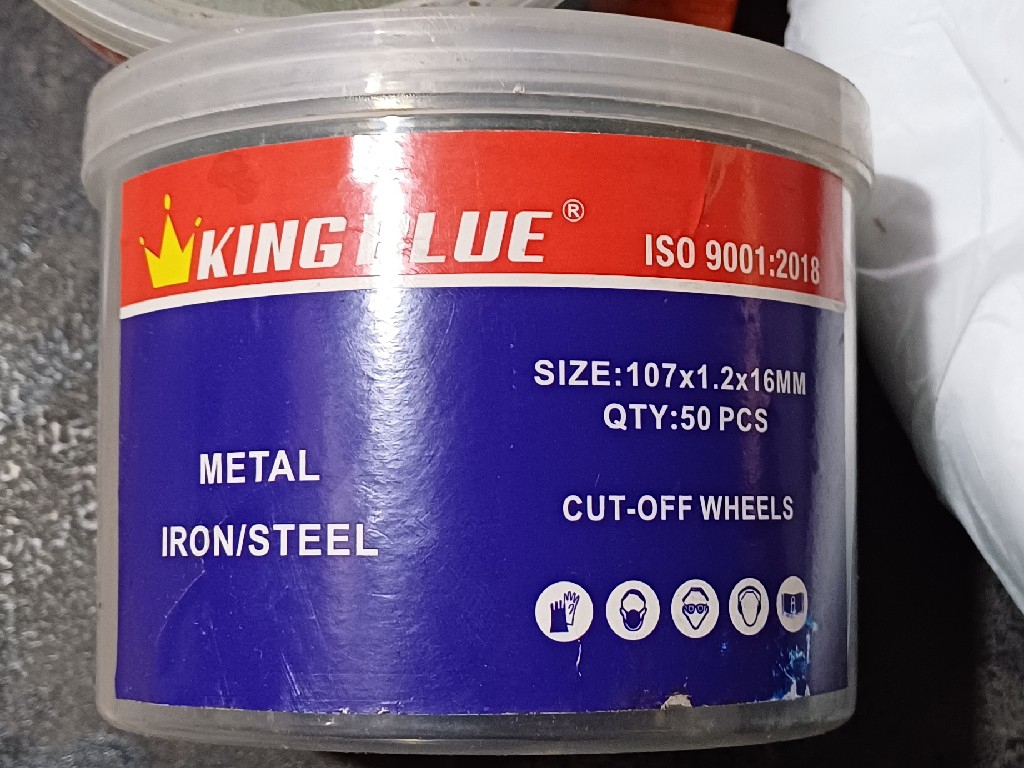 KING BLUE ®
ISO 9001:2018
SIZE:107x1.2x16MM
QTY:50 PCS
METAL
IRON/STEEL
CUT-OFF WHEELS